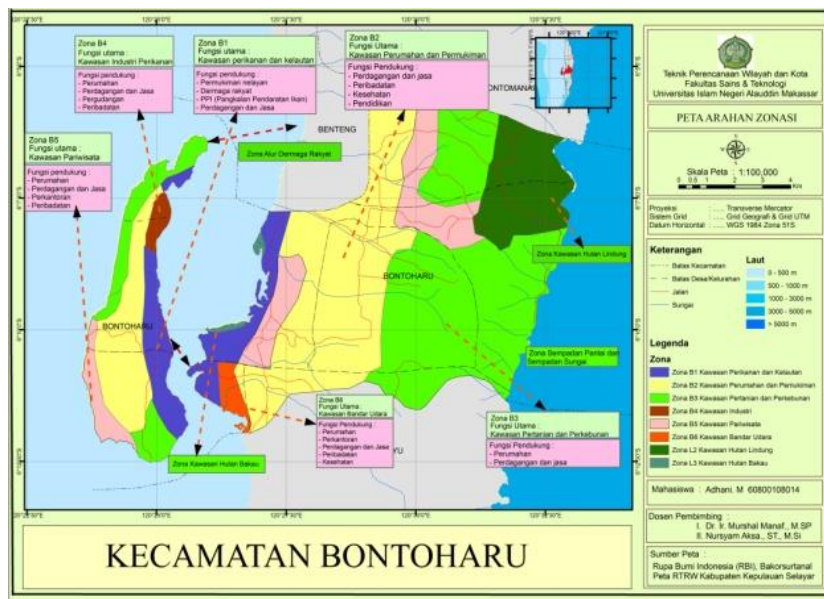 Zona B4
Fungsi utama :
Kawasan Industri Perikanan
Fungsi pendukung :
- Perumahan
- Perdagangan dan Jasa
- Pergudangan
- Peribadatan
Zona B1
Fungsi utama :
Kawasan perikanan dan kelautan
Fungsi pendukung :
- Permukiman nelayan
- Dermaga rakyat
- PPI (Pangkalan Pendaratan Ikan)
- Perdagangan dan Jasa
Zona B2
Fungsi Utama :
Kawasan Perumahan dan Permukiman
Fungsi Pendukung :
- Perdagangan dan jasa
- Peribadatan
- Kesehatan
- Pendidikan
Zona B5
Fungsi utama :
Kawasan Pariwisata
Fungsi pendukung :
- Perumahan
- Perdagangan dan Jasa
- Perkantoran
- Peribadatan
BENTENG
Zona Alur Dermaga Rakyat
BONTOHARU
BONTOHARU
Zona Kawasan Hutan Lindung
Zona Sempadan Pantai dan
Sempadan Sungai
Zona B6
Fungsi Utama :
Kawasan Bandar Udara
Fungsi Pendukung :
- Perumahan
- Perkantoran
- Perdagangan dan Jasa
- Peribadatan
- Kesehatan
Zona B3
Fungsi Utama :
Kawasan Pertanian dan Perkebunan
Fungsi Pendukung :
- Perumahan
- Perdagangan dan jasa
Zona Kawasan Hutan Bakau
KECAMATAN BONTOHARU
Teknik Perencanaan Wilayah dan Kota
Fakultas Sains & Teknologi
Universitas Islam Negeri Alauddin Makassar
PETA ARAHAN ZONASI
Skala Peta : 1:100,000
0 0.5 1 2 3 4
Km
Proyeksi : ..... Transverse Mercator
Sistem Grid : ..... Grid Geografi & Grid UTM
Datum Horizontal : ..... WGS 1984 Zona 51S
Keterangan
Batas Kecamatan
Batas Desa/Kelurahan
Jalan
Sungai
Laut
0 - 500 m
500 - 1000 m
1000 - 3000 m
3000 - 5000 m
> 5000 m
Legenda
Zona
Zona B1 Kawasan Perikanan dan Kelautan
Zona B2 Kawasan Perumahan dan Pemukiman
Zona B3 Kawasan Pertanian dan Perkebunan
Zona B4 Kawasan Industri
Zona B5 Kawasan Pariwisata
Zona B6 Kawasan Bandar Udara
Zona L2 Kawasan Hutan Lindung
Zona L3 Kawasan Hutan Bakau
Mahasiswa : Adhani. M 60800108014
Dosen Pembimbing :
I. Dr. Ir. Murshal Manaf., M.SP
II. Nursyam Aksa., ST., M.Si
Sumber Peta :
Rupa Bumi Indonesia (RBI), Bakorsurtanal
Peta RTRW Kabupaten Kepulauan Selayar